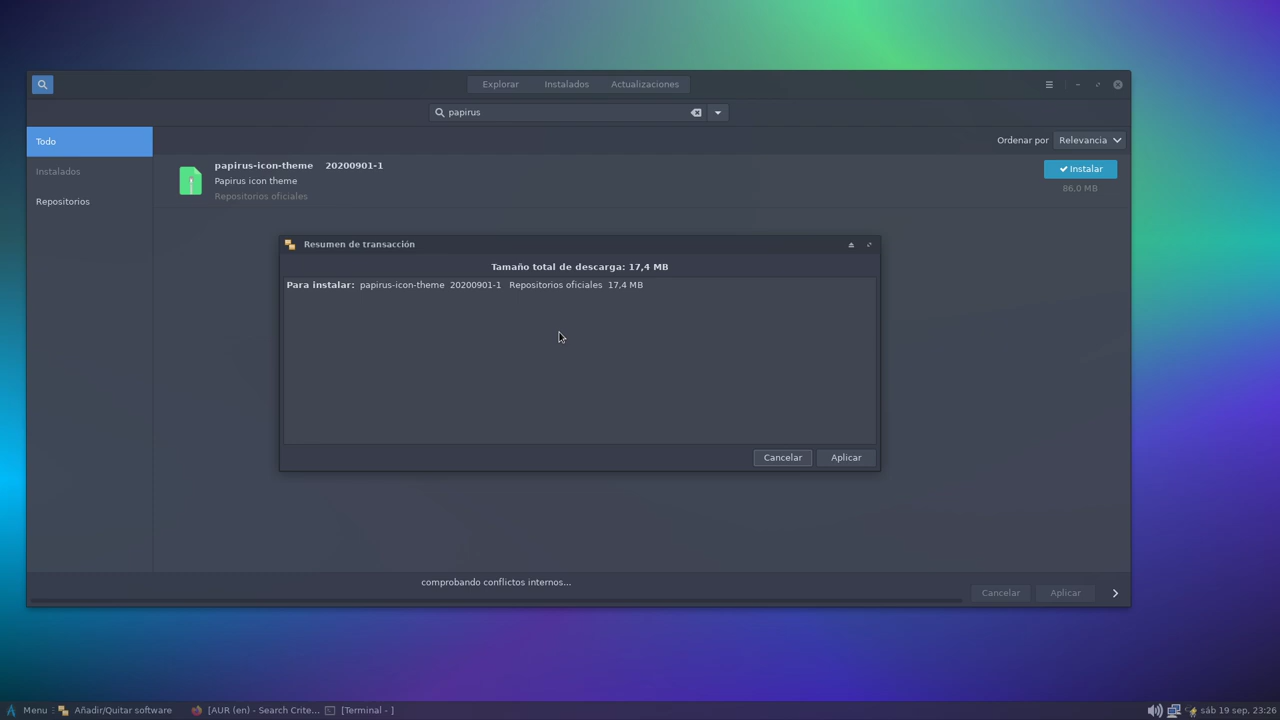 Explorar Instalados Actualizaciones
papirus
Todo
Ordenar por Relevancia
papirus-icon-theme 20200901-1
Instalar
Instalados
Papirus icon theme
86,0 MB
Repositorios oficiales
Repositorios
Resumen de transacción
Tamaño total de descarga: 17,4 MB
Para instalar: papirus-icon-theme 20200901-1 Repositorios oficiales 17,4 MB
Cancelar Aplicar
comprobando conflictos internos...
Cancelar Aplicar
Menu Añadir/Quitar software [AUR (en) - Search Crite... [Terminal - ] sáb 19 sep, 23:26